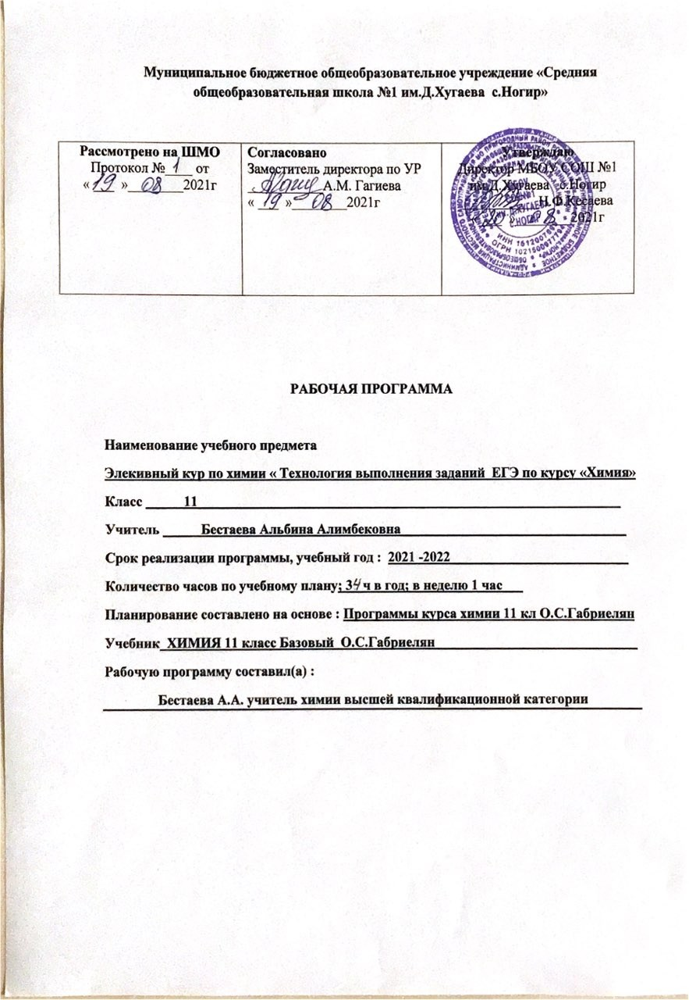 Муниципальное бюджетное общеобразовательное учреждение «Средняя
общеобразовательная школа №1 им.Д.Хугаева с.Ногир»
Рассмотрено на ШМО
Протокол № 1 от
« 19 » 08 2021г
Согласовано
Заместитель директора по УР
А.М. Гагиева
« 19 » 08 2021г
Утверждаю
Директор МБОУ СОШ №1
им.Д.Хугаева с.Ногир
Н.Ф.Кесаева
« 20 » 08 2021г
РАБОЧАЯ ПРОГРАММА
Наименование учебного предмета
Элекивный кур по химии « Технология выполнения заданий ЕГЭ по курсу «Химия»
Класс 11
Учитель Бестаева Альбина Алимбековна
Срок реализации программы, учебный год : 2021 -2022
Количество часов по учебному плану; 34 ч в год; в неделю 1 час
Планирование составлено на основе : Программы курса химии 11 кл О.С.Габриелян
Учебник ХИМИЯ 11 класс Базовый О.С.Габриелян
Рабочую программу составил(а) :
Бестаева А.А. учитель химии высшей квалификационной категории